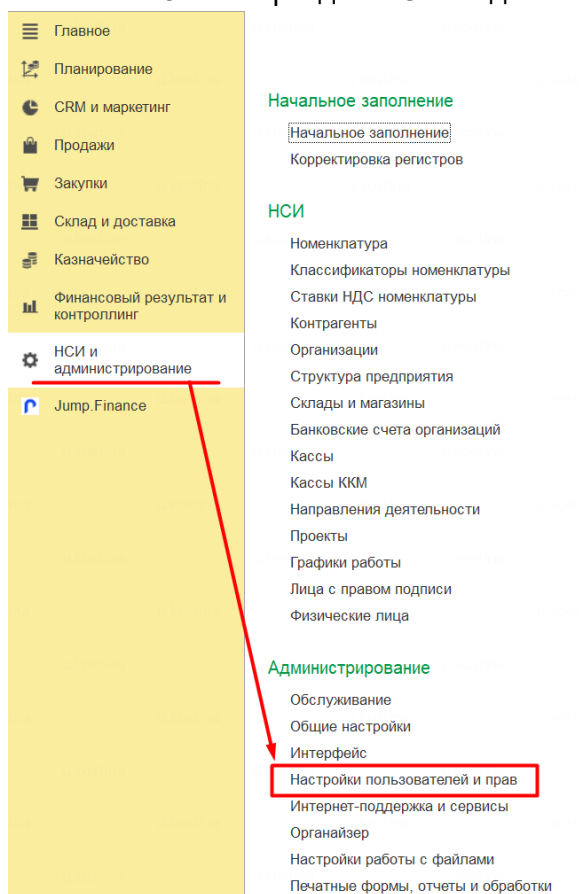 Главное
Планирование
CRM и маркетинг
Продажи
Закупки
Склад и доставка
Казначейство
Финансовый результат и
контроллинг
НСИ и
администрирование
Jump.Finance
Начальное заполнение
Начальное заполнение
Корректировка регистров
НСИ
Номенклатура
Классификаторы номенклатуры
Ставки НДС номенклатуры
Контрагенты
Организации
Структура предприятия
Склады и магазины
Банковские счета организаций
Кассы
Кассы ККМ
Направления деятельности
Проекты
Графики работы
Лица с правом подписи
Физические лица
Администрирование
Обслуживание
Общие настройки
Интерфейс
Настройки пользователей и прав
Интернет-поддержка и сервисы
Органайзер
Настройки работы с файлами
Печатные формы, отчеты и обработки